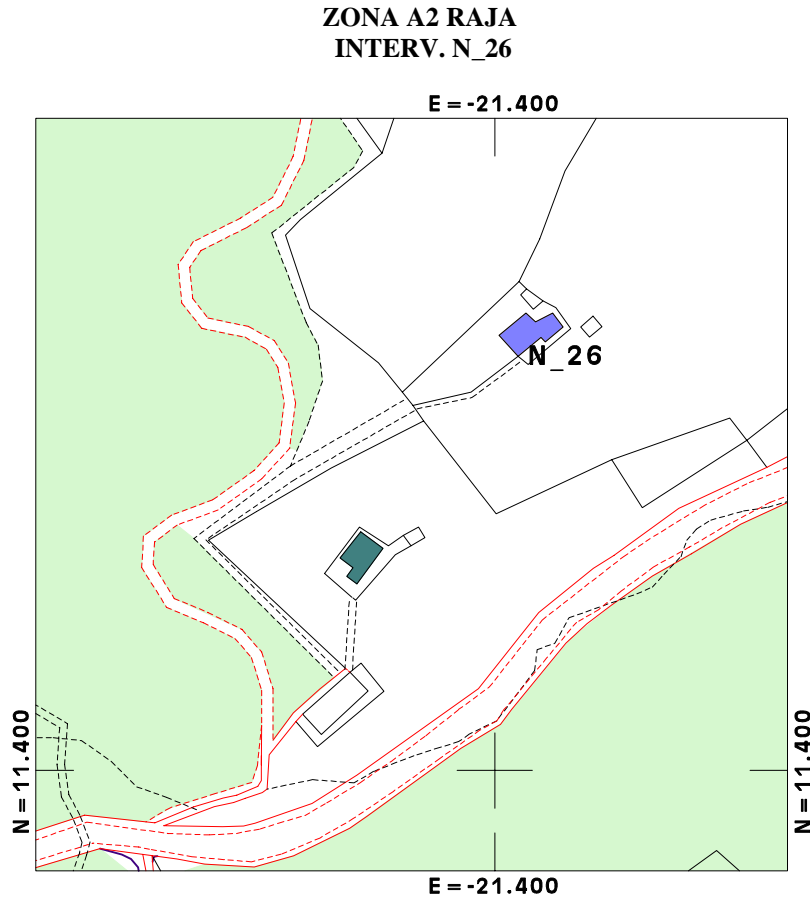 ZONA A2 RAJA
INTERV. N_26
E = -21.400
N_26
N = 11.400
N = 11.400
E = -21.400